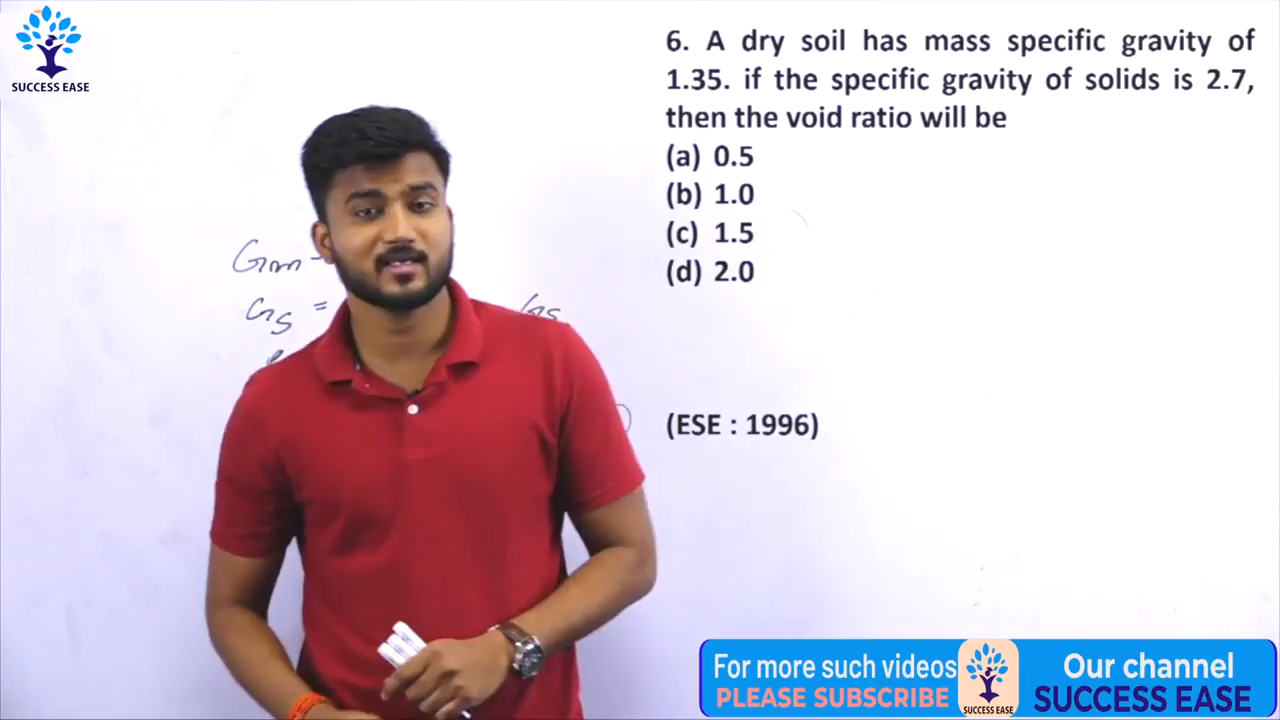 SUCCESS EASE
6. A dry soil has mass specific gravity of
1.35. if the specific gravity of solids is 2.7,
then the void ratio will be
(a) 0.5
(b) 1.0
(c) 1.5
(d) 2.0
Gm =
Gs =
Gs
(ESE : 1996)
For more such videos
PLEASE SUBSCRIBE
SUCCESS EASE
Our channel
SUCCESS EASE